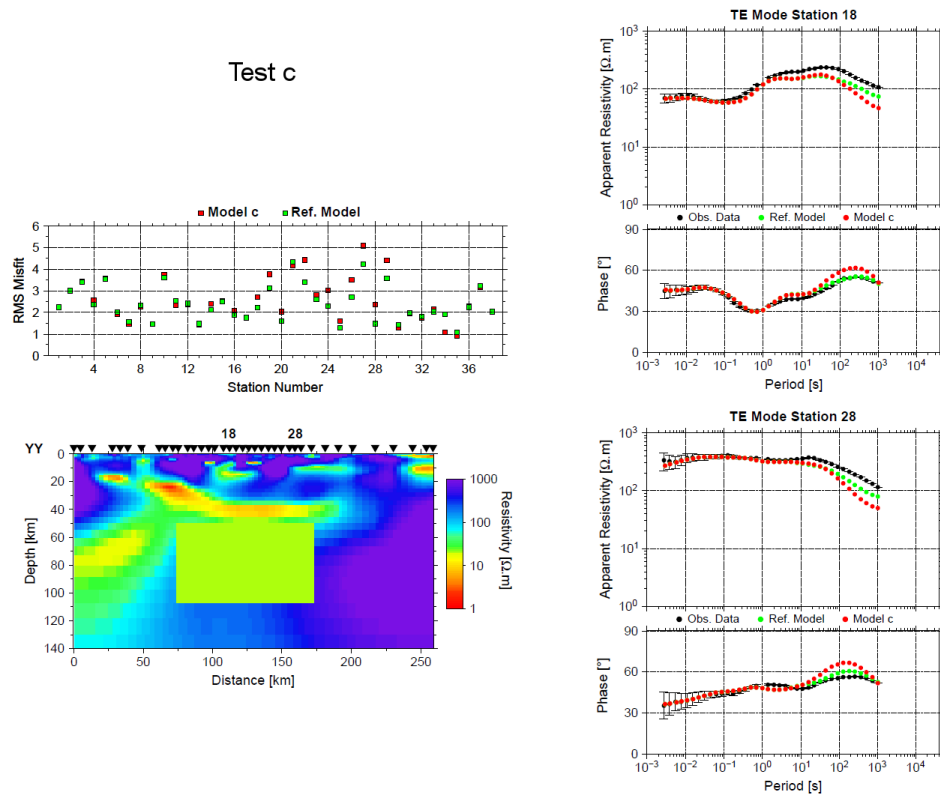 Test c
Model c Ref. Model
RMS Misfit
6
5
4
3
2
1
0
4 8 12 16 20 24 28 32 36
Station Number
18 28
YY
Depth [km]
0
20
40
60
80
100
120
140
0 50 100 150 200 250
Distance [km]
1000
100
10
1
Resistivity [Ω.m]
TE Mode Station 18
Apparent Resistivity [Ω.m]
10³
10²
10¹
10⁰
Obs. Data Ref. Model Model c
Phase [°]
90
60
30
0
10⁻³ 10⁻² 10⁻¹ 10⁰ 10¹ 10² 10³ 10⁴
Period [s]
TE Mode Station 28
Apparent Resistivity [Ω.m]
10³
10²
10¹
10⁰
Obs. Data Ref. Model Model c
Phase [°]
90
60
30
0
10⁻³ 10⁻² 10⁻¹ 10⁰ 10¹ 10² 10³ 10⁴
Period [s]